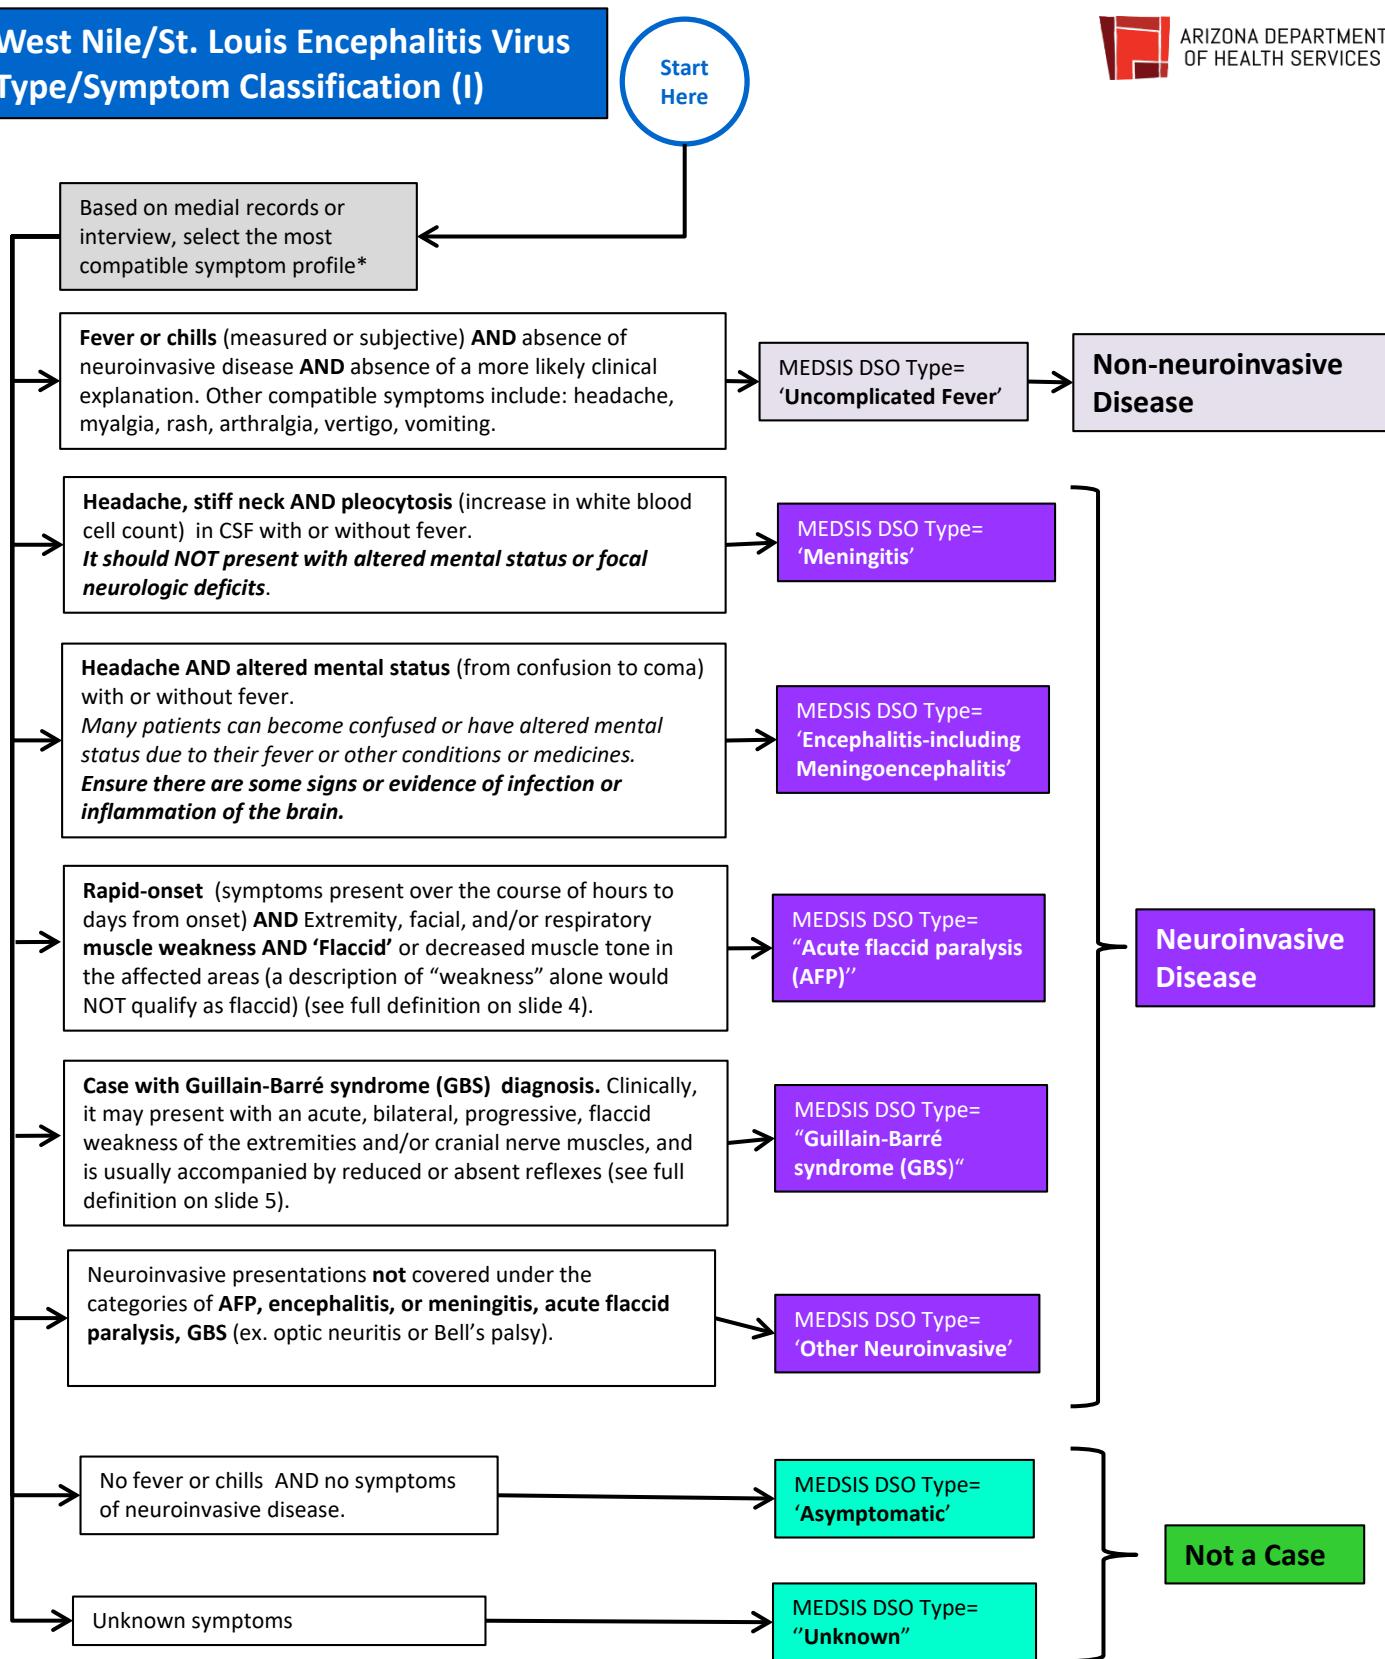 West Nile/St. Louis Encephalitis Virus
Type/Symptom Classification (I)
Start
Here
ARIZONA DEPARTMENT
OF HEALTH SERVICES
Based on medial records or
interview, select the most
compatible symptom profile*
Fever or chills (measured or subjective) AND absence of
neuroinvasive disease AND absence of a more likely clinical
explanation. Other compatible symptoms include: headache,
myalgia, rash, arthralgia, vertigo, vomiting.
MEDSIS DSO Type=
‘Uncomplicated Fever’
Non-neuroinvasive
Disease
Headache, stiff neck AND pleocytosis (increase in white blood
cell count)  in CSF with or without fever.
It should NOT present with altered mental status or focal
neurologic deficits.
MEDSIS DSO Type=
‘Meningitis’
Headache AND altered mental status (from confusion to coma)
with or without fever.
Many patients can become confused or have altered mental
status due to their fever or other conditions or medicines.
Ensure there are some signs or evidence of infection or
inflammation of the brain.
MEDSIS DSO Type=
‘Encephalitis-including
Meningoencephalitis’
Rapid-onset  (symptoms present over the course of hours to
days from onset) AND Extremity, facial, and/or respiratory
muscle weakness AND ‘Flaccid’ or decreased muscle tone in
the affected areas (a description of “weakness” alone would
NOT qualify as flaccid) (see full definition on slide 4).
MEDSIS DSO Type=
“Acute flaccid paralysis
(AFP)’’
Neuroinvasive
Disease
Case with Guillain-Barré syndrome (GBS)  diagnosis. Clinically,
it may present with an acute, bilateral, progressive, flaccid
weakness of the extremities and/or cranial nerve muscles, and
is usually accompanied by reduced or absent reflexes (see full
definition on slide 5).
MEDSIS DSO Type=
“Guillain-Barré
syndrome (GBS)“
Neuroinvasive presentations not covered under the
categories of AFP, encephalitis, or meningitis, acute flaccid
paralysis, GBS (ex. optic neuritis or Bell’s palsy).
MEDSIS DSO Type=
‘Other Neuroinvasive’
No fever or chills  AND no symptoms
of neuroinvasive disease.
MEDSIS DSO Type=
‘Asymptomatic’
Not a Case
Unknown symptoms
MEDSIS DSO Type=
‘’Unknown”